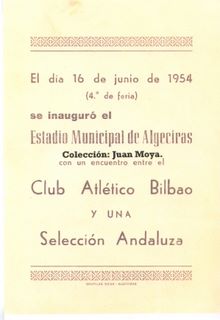 El dia 16 de junio de 1954
(4.º de feria)
se inauguró el
Estadio Municipal de Algeciras
Colección: Juan Moya.
con un encuentro entre el
Club Atlético Bilbao
Y UNA
Selección Andaluza